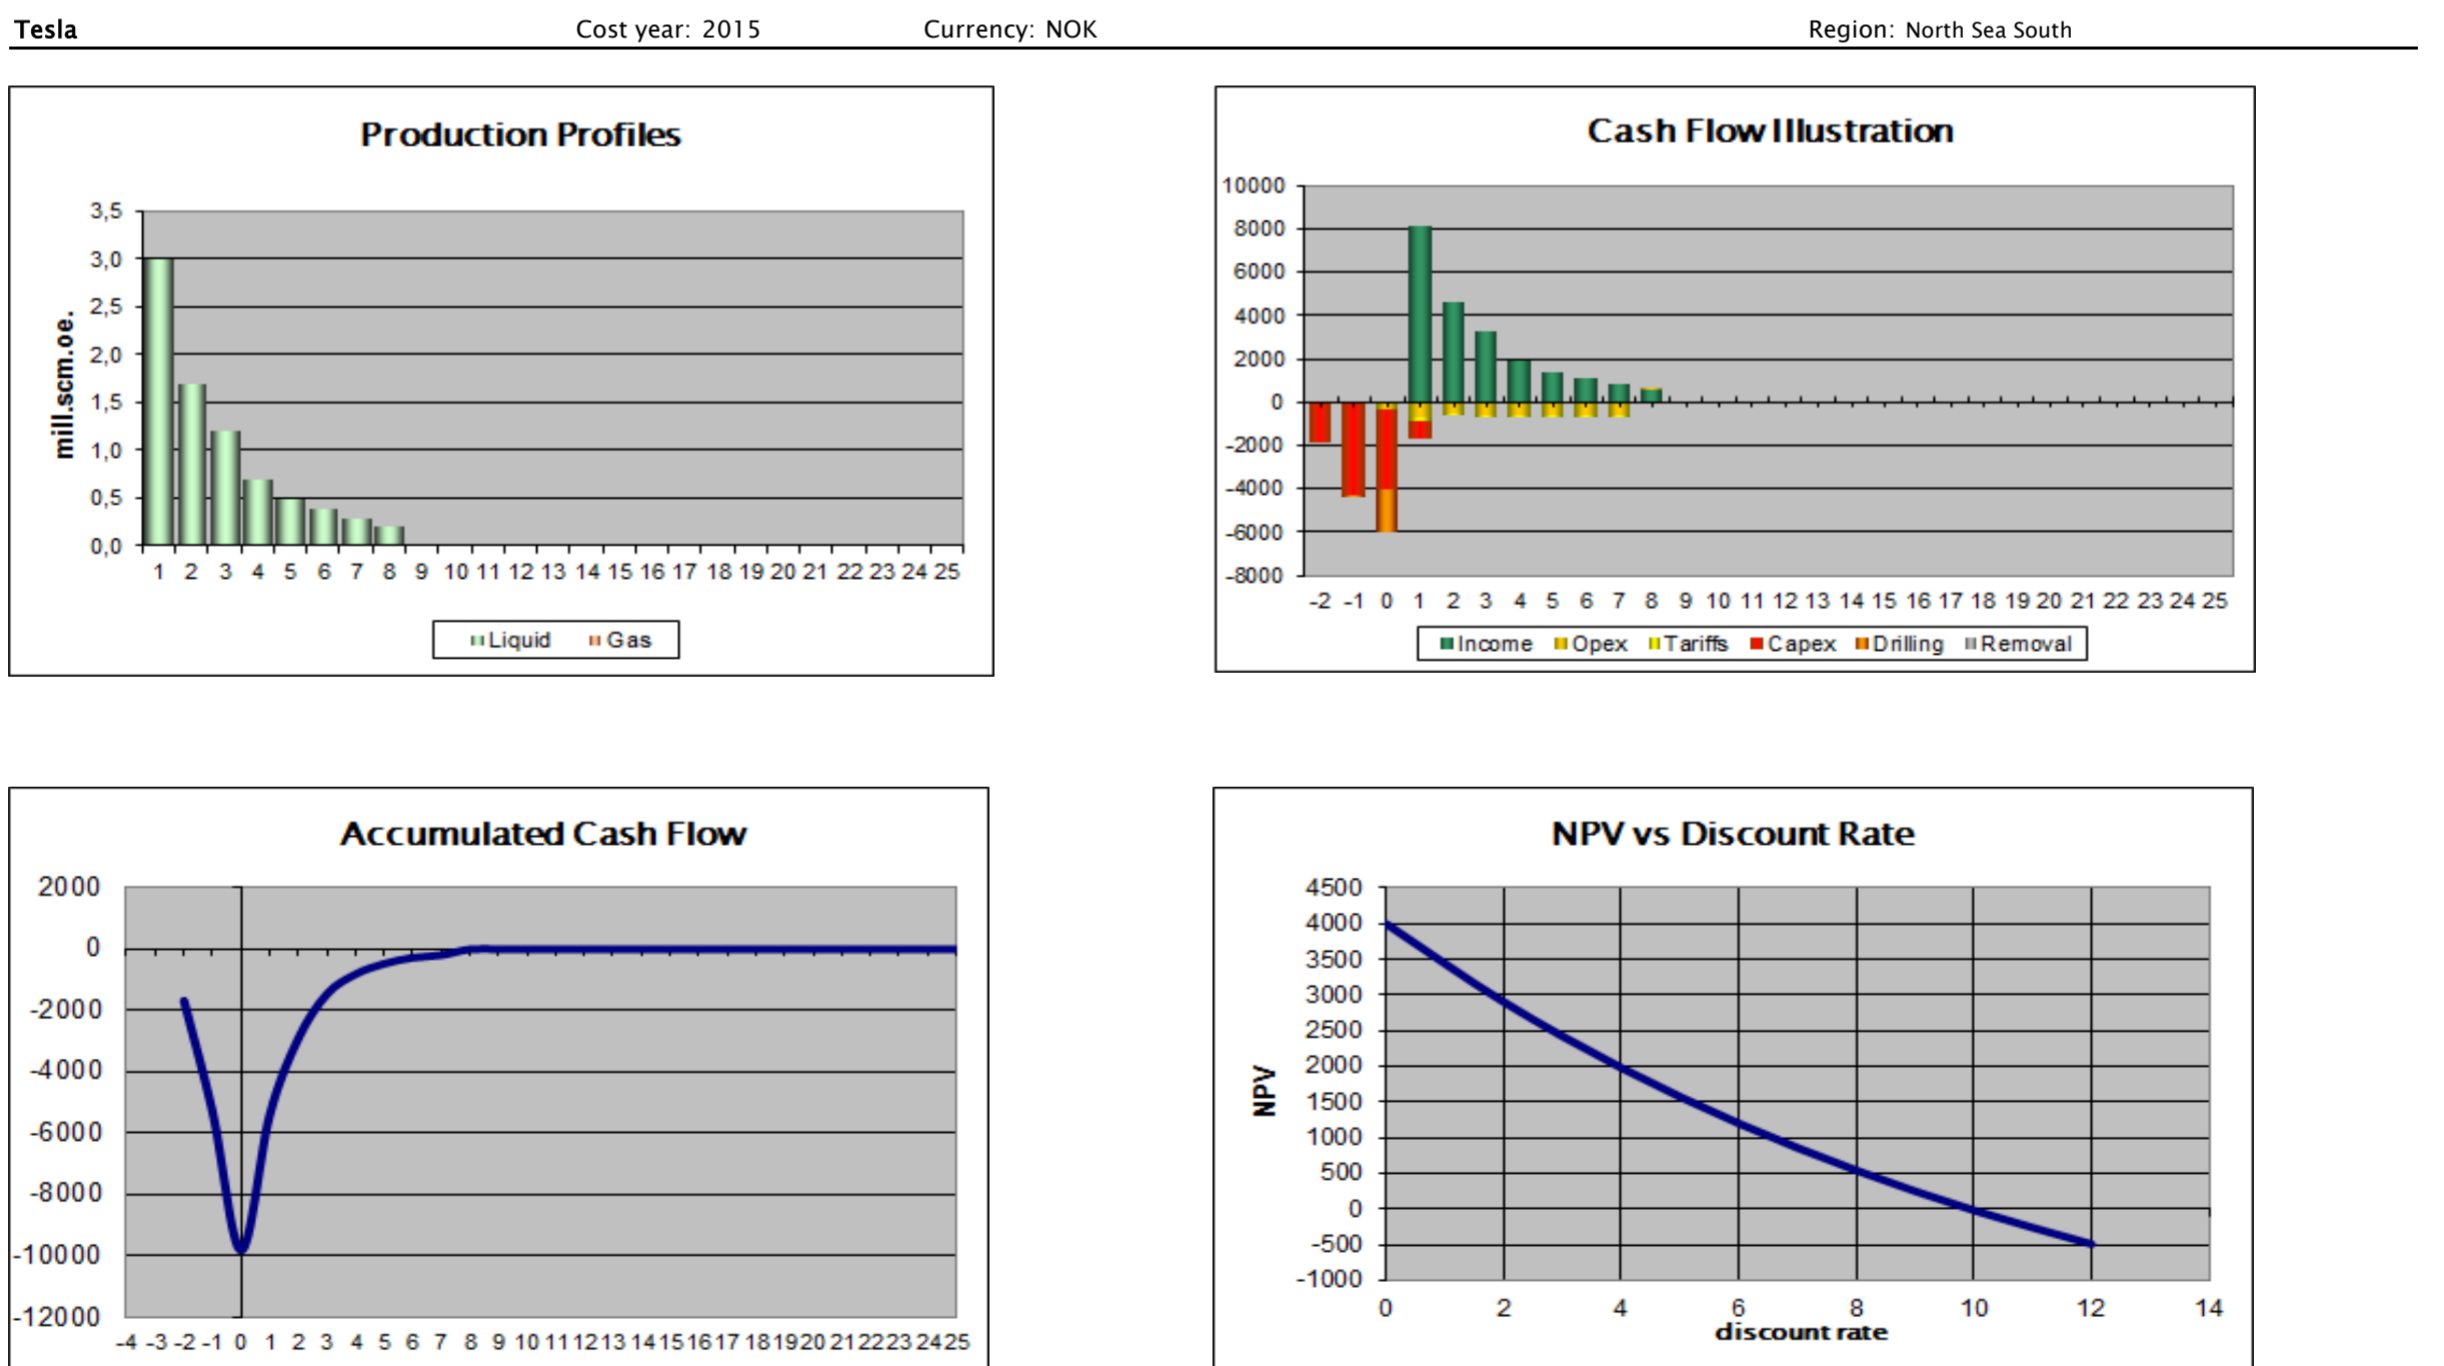 Tesla Cost year: 2015 Currency: NOK Region: North Sea South
Production Profiles
3,5
3,0
2,5
2,0
1,5
1,0
0,5
0,0
mill.scm.oe.
1 2 3 4 5 6 7 8 9 10 11 12 13 14 15 16 17 18 19 20 21 22 23 24 25
Liquid Gas
Cash Flow Illustration
10000
8000
6000
4000
2000
0
-2000
-4000
-6000
-8000
-2 -1 0 1 2 3 4 5 6 7 8 9 10 11 12 13 14 15 16 17 18 19 20 21 22 23 24 25
Income Opex Tariffs Capex Drilling Removal
Accumulated Cash Flow
2000
0
-2000
-4000
-6000
-8000
-10000
-12000
-4 -3 -2 -1 0 1 2 3 4 5 6 7 8 9 10 11 12 13 14 15 16 17 18 19 20 21 22 23 24 25
NPV vs Discount Rate
4500
4000
3500
3000
2500
2000
1500
1000
500
0
-500
-1000
NPV
0 2 4 6 8 10 12 14
discount rate